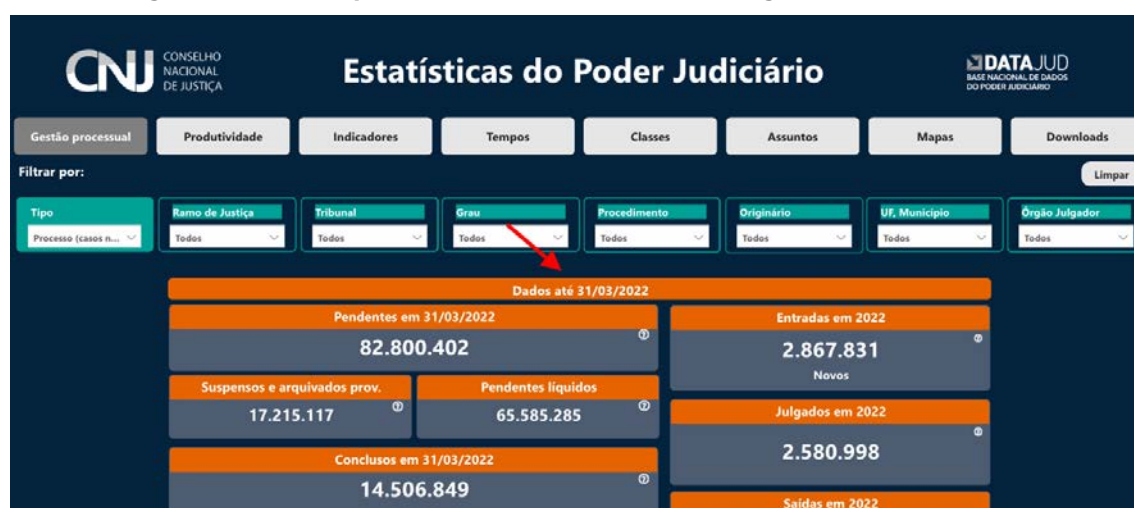 CNJ
CONSELHO
NACIONAL
DE JUSTIÇA
Estatísticas do Poder Judiciário
DATAJUD
BASE NACIONAL DE DADOS
DO PODER JUDICIÁRIO
Gestão processual Produtividade Indicadores Tempos Classes Assuntos Mapas Downloads
Filtrar por: Limpar
Tipo Ramo de Justiça Tribunal Grau Procedimento Originário UF, Município Órgão Julgador
Processo (casos n... Todos Todos Todos Todos Todos Todos Todos
Dados até 31/03/2022
Pendentes em 31/03/2022
82.800.402
Suspensos e arquivados prov.
17.215.117
Pendentes líquidos
65.585.285
Conclusos em 31/03/2022
14.506.849
Entradas em 2022
2.867.831
Novos
Julgados em 2022
2.580.998
Saídas em 2022